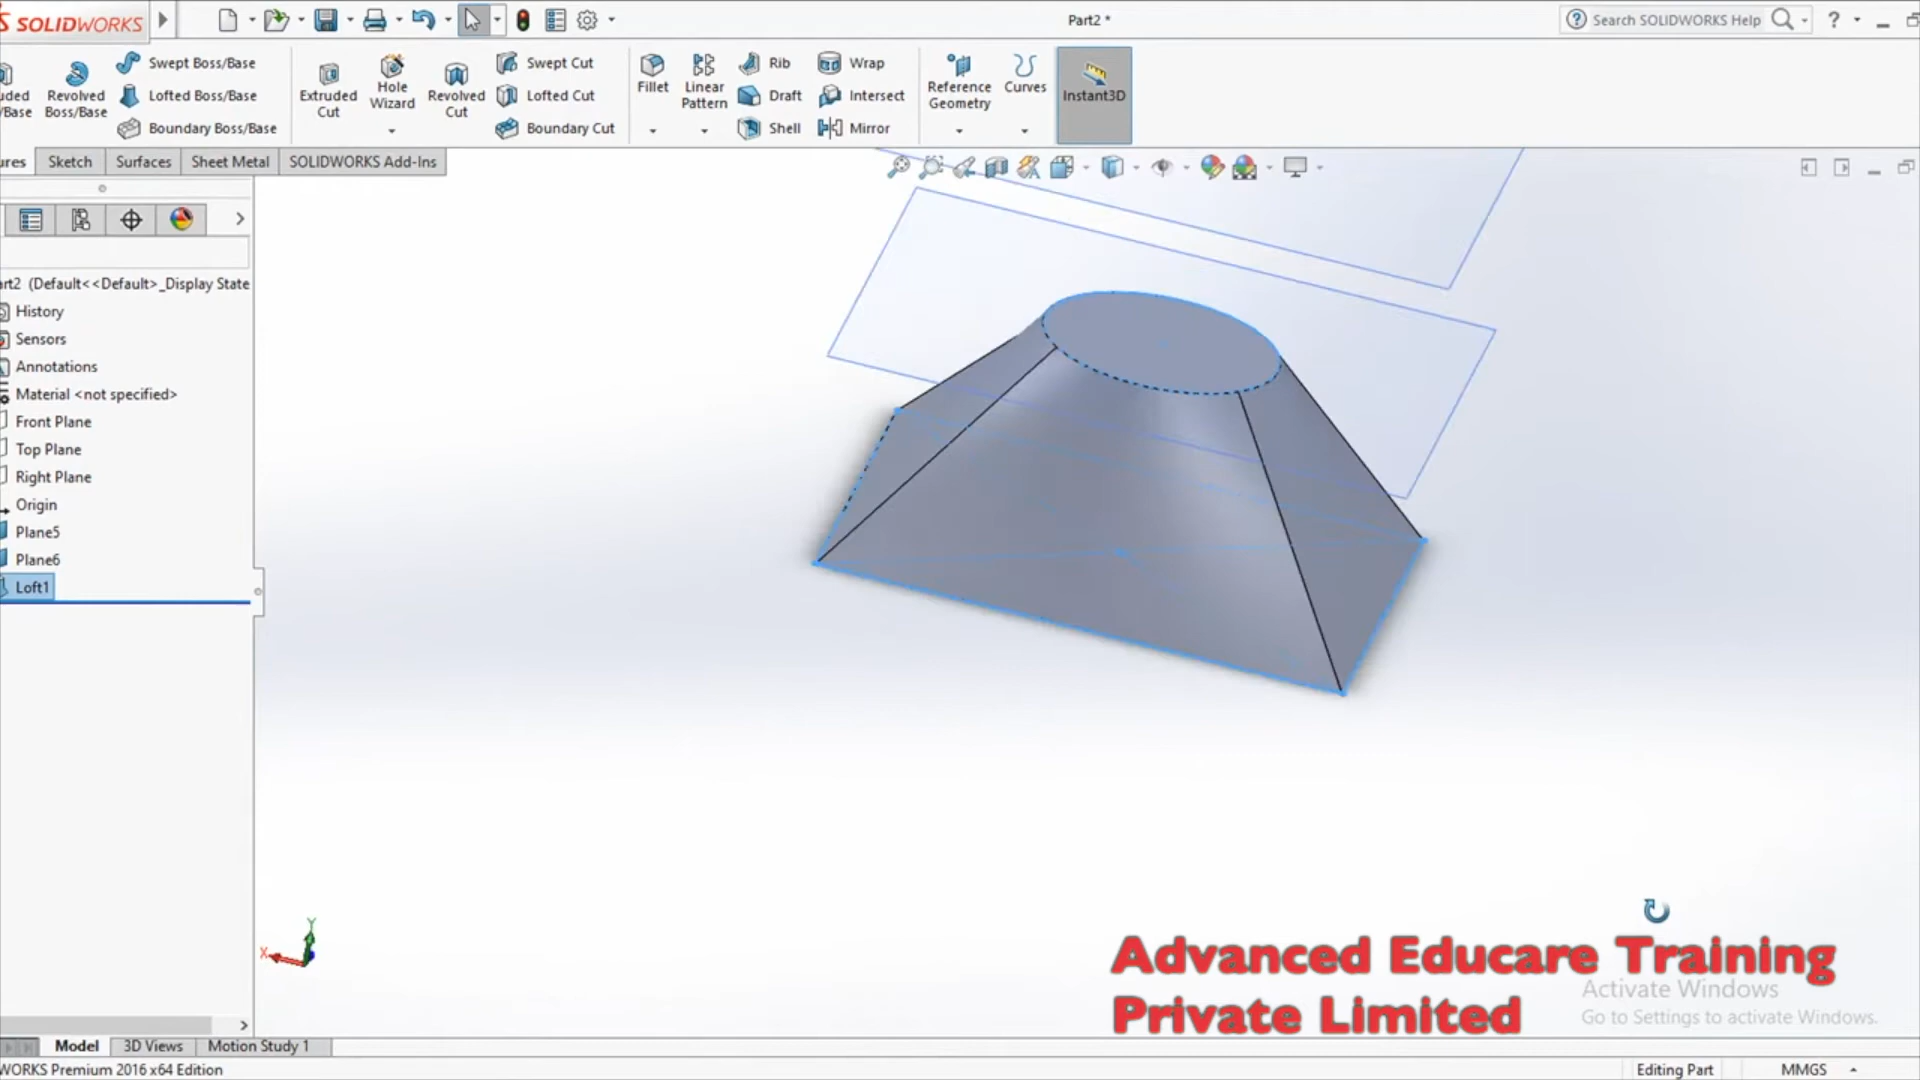 SOLIDWORKS
Part2 *
Search SOLIDWORKS Help
?
Swept Boss/Base
Lofted Boss/Base
Boundary Boss/Base
Revolved
Boss/Base
Extruded
Cut
Hole
Wizard
Revolved
Cut
Swept Cut
Lofted Cut
Boundary Cut
Fillet
Linear
Pattern
Rib
Draft
Shell
Wrap
Intersect
Mirror
Reference
Geometry
Curves
Instant3D
ures
Sketch
Surfaces
Sheet Metal
SOLIDWORKS Add-Ins
art2 (Default<<Default>_Display State
History
Sensors
Annotations
Material <not specified>
Front Plane
Top Plane
Right Plane
Origin
Plane5
Plane6
Loft1
Y
X
Advanced Educare Training
Private Limited
Activate Windows
Go to Settings to activate Windows.
Model
3D Views
Motion Study 1
WORKS Premium 2016 x64 Edition
Editing Part
MMGS